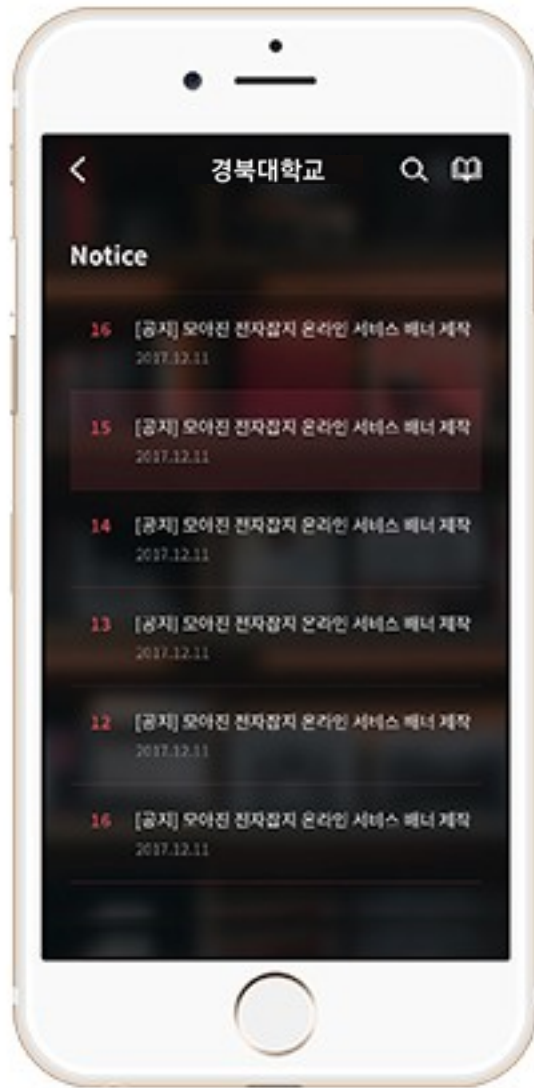 경북대학교
Notice
16 [공지] 모아진 전자잡지 온라인 서비스 배너 제작
2017.12.11
15 [공지] 모아진 전자잡지 온라인 서비스 배너 제작
2017.12.11
14 [공지] 모아진 전자잡지 온라인 서비스 배너 제작
2017.12.11
13 [공지] 모아진 전자잡지 온라인 서비스 배너 제작
2017.12.11
12 [공지] 모아진 전자잡지 온라인 서비스 배너 제작
2017.12.11
16 [공지] 모아진 전자잡지 온라인 서비스 배너 제작
2017.12.11